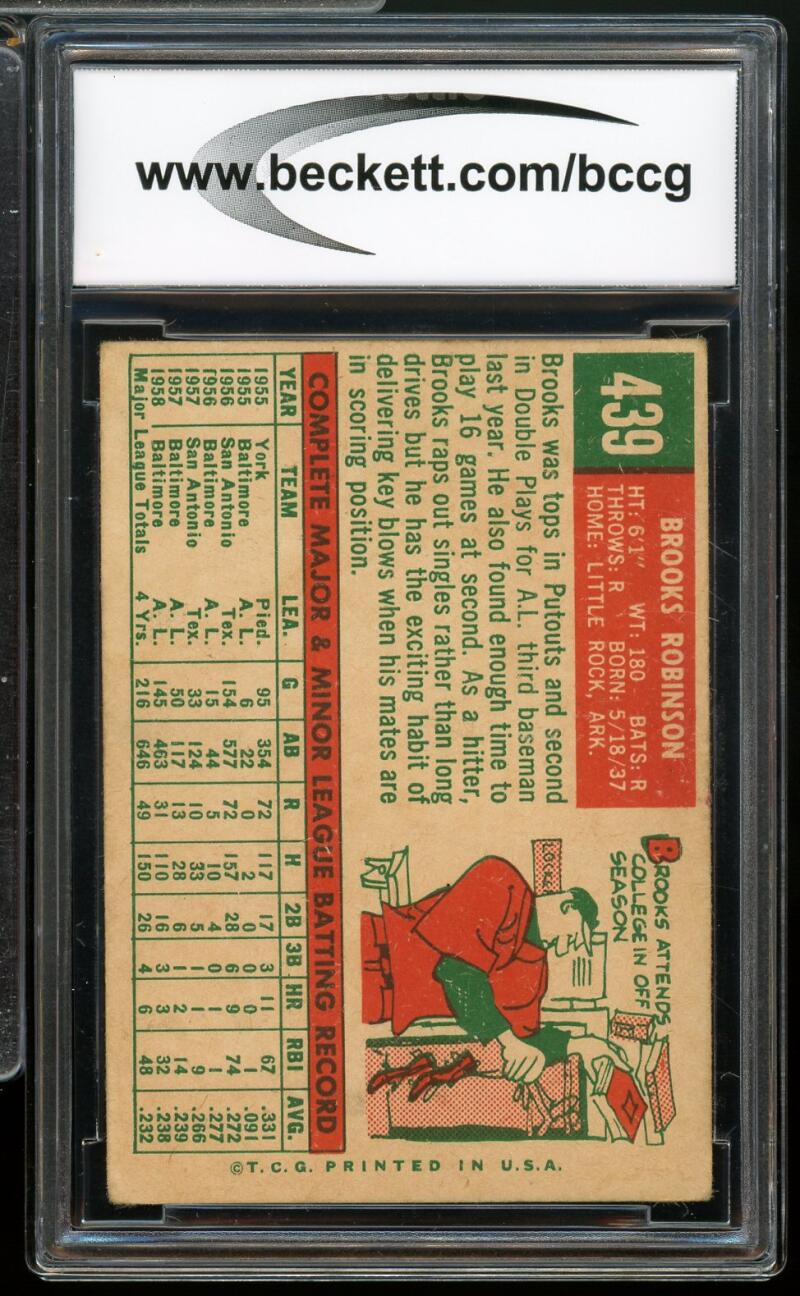 www.beckett.com/bccg
439
BROOKS ROBINSON
HT: 6'1" WT: 180 BATS: R
THROWS: R BORN: 5/18/37
HOME: LITTLE ROCK, ARK.
Brooks was tops in Putouts and second
in Double Plays for A.L. third baseman
last year. He also found enough time to
play 16 games at second. As a hitter,
Brooks raps out singles rather than long
drives but he has the exciting habit of
delivering key blows when his mates are
in scoring position.
BROOKS ATTENDS
COLLEGE IN OFF
SEASON
COMPLETE MAJOR & MINOR LEAGUE BATTING RECORD
YEAR TEAM LEA. G AB R H 2B 3B HR RBI AVG.
1955 York Pied. 95 354 72 117 17 3 11 67 .331
1955 Baltimore A. L. 6 22 0 2 0 0 0 1 .091
1956 San Antonio Tex. 154 577 72 157 28 6 9 74 .272
1956 Baltimore A. L. 15 44 5 10 4 0 1 1 .277
1957 San Antonio Tex. 33 124 10 33 5 1 1 9 .266
1957 Baltimore A. L. 50 117 13 28 6 1 2 14 .239
1958 Baltimore A. L. 145 463 31 110 16 3 3 32 .238
Major League Totals 4 Yrs. 216 646 49 150 26 4 6 48 .232
©T.C.G. PRINTED IN U.S.A.